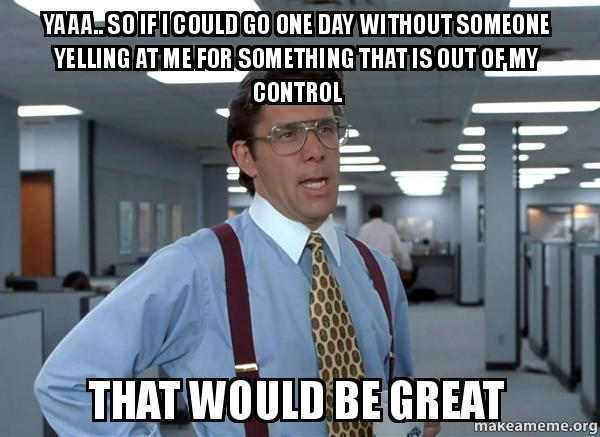 YAAA.. SO IF I COULD GO ONE DAY WITHOUT SOMEONE
YELLING AT ME FOR SOMETHING THAT IS OUT OF MY
CONTROL
THAT WOULD BE GREAT
makeameme.org